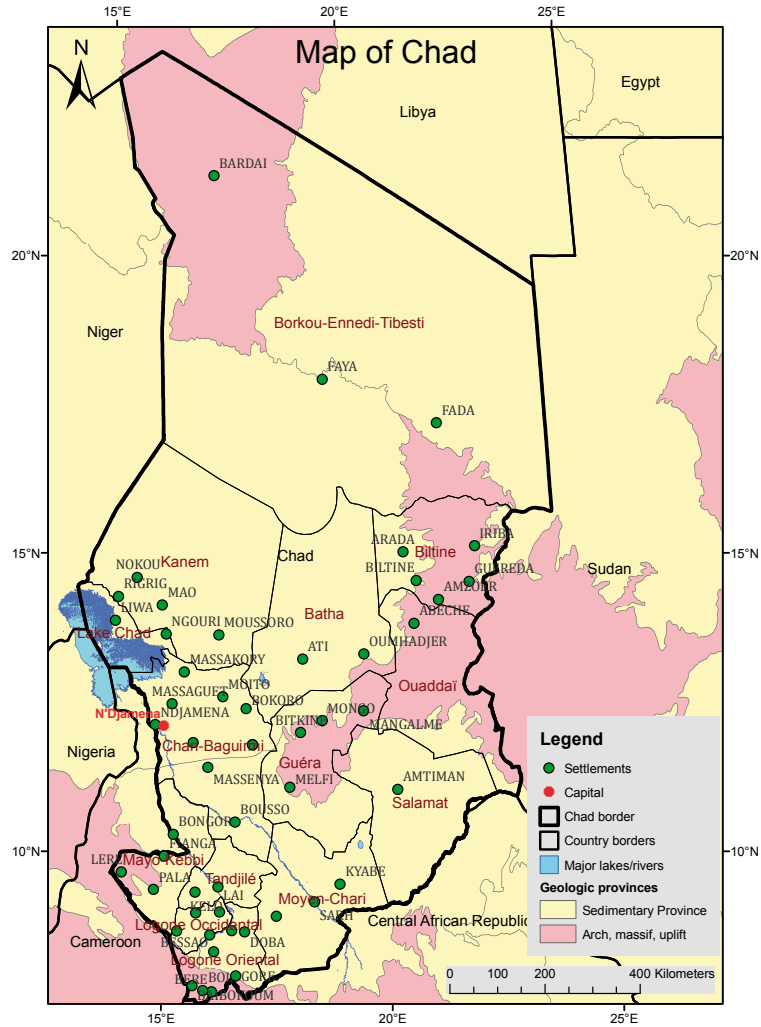 15°E 20°E 25°E
N
Map of Chad
Egypt
Libya
BARDAI
20°N 20°N
Niger
Borkou-Ennedi-Tibesti
FAYA
FADA
15°N 15°N
IRIBA
ARADA
Chad
Biltine
NOKOU
Kanem
Sudan
BILTINE
GUEREDA
RIGRIG
AMZOER
MAO
LIWA
ABECHE
Batha
NGOURI
MOUSSORO
Lake Chad
OUMHADJER
ATI
MASSAKORY
Ouaddaï
MASSAGUET
MOITO
BOKORO
N'Djamena
NDJAMENA
MONGO
BITKINE
MANGALME
Nigeria
Chari-Baguirmi
Guéra
MASSENYA
MELFI
AMTIMAN
Salamat
BOUSSO
BONGOR
FIANGA
10°N 10°N
LERE
Mayo-Kebbi
PALA
Tandjilé
KYABE
LAI
KELO
Moyen-Chari
SARH
Logone Occidental
Central African Republic
Cameroon
BESSAO
DOBA
Logone Oriental
GORE
15°E 20°E 25°E
Legend
Settlements
Capital
Chad border
Country borders
Major lakes/rivers
Geologic provinces
Sedimentary Province
Arch, massif, uplift
0 100 200 400 Kilometers